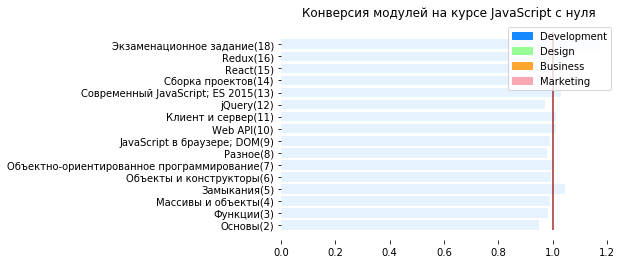 Конверсия модулей на курсе JavaScript с нуля
Development
Design
Business
Marketing
Экзаменационное задание(18)
Redux(16)
React(15)
Сборка проектов(14)
Современный JavaScript; ES 2015(13)
jQuery(12)
Клиент и сервер(11)
Web API(10)
JavaScript в браузере; DOM(9)
Разное(8)
Объектно-ориентированное программирование(7)
Объекты и конструкторы(6)
Замыкания(5)
Массивы и объекты(4)
Функции(3)
Основы(2)
0.0 0.2 0.4 0.6 0.8 1.0 1.2